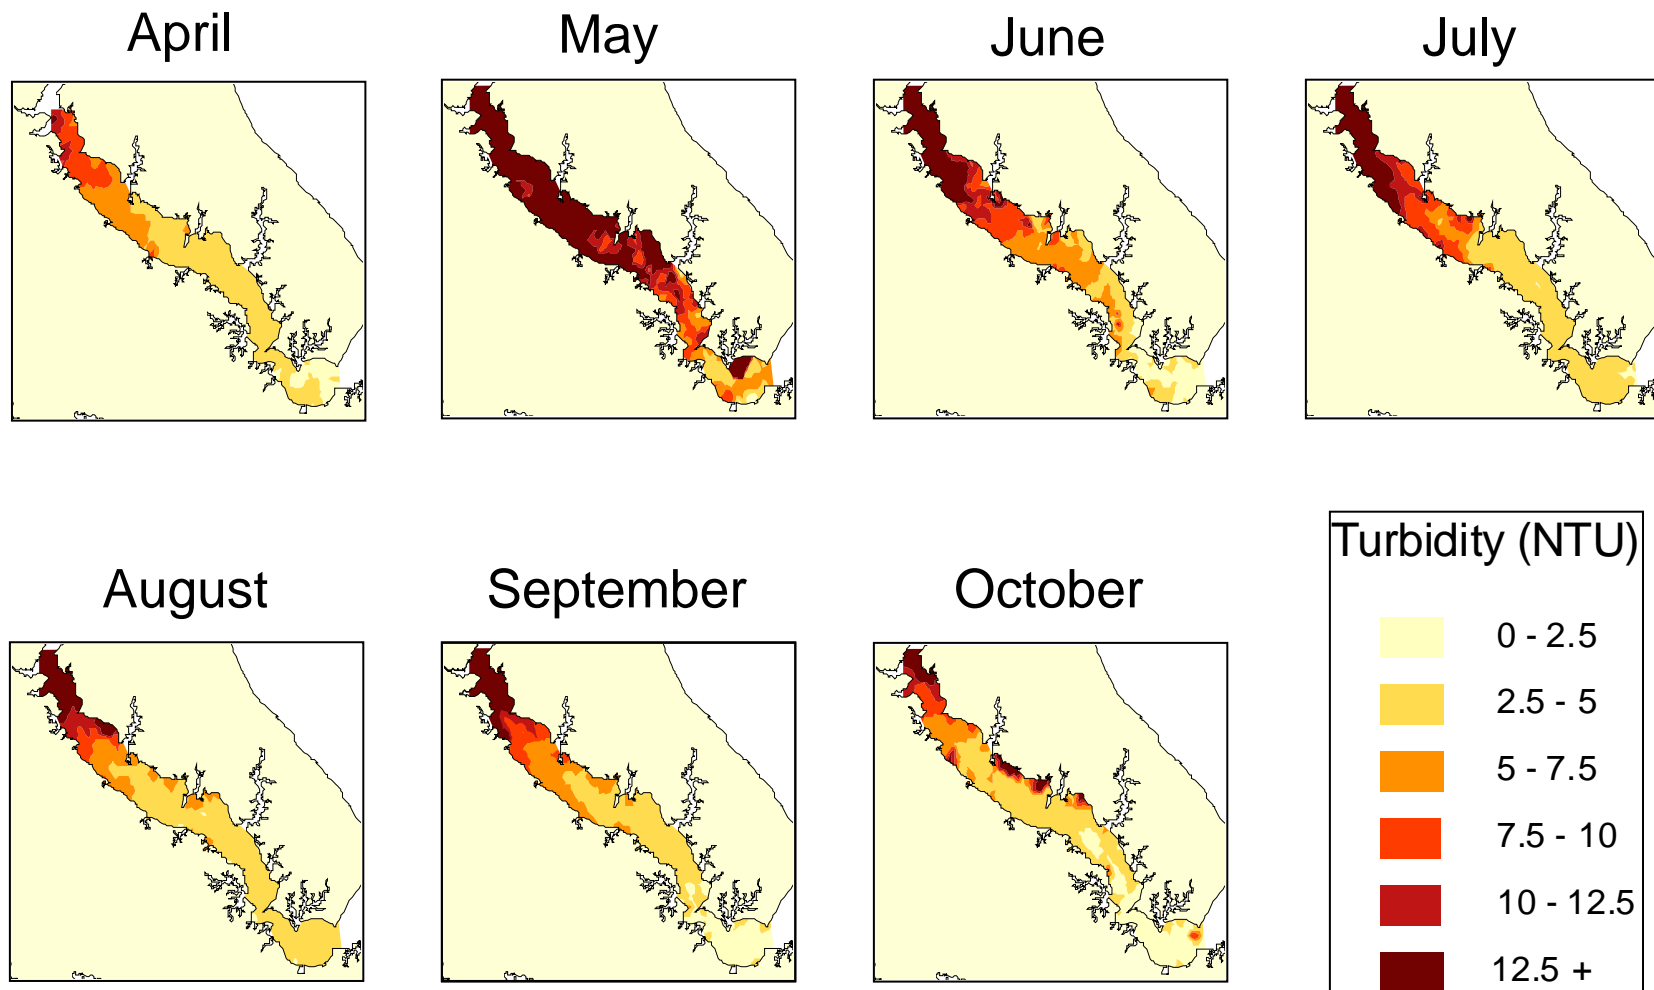 April
May
June
July
August
September
October
Turbidity (NTU)
0 - 2.5
2.5 - 5
5 - 7.5
7.5 - 10
10 - 12.5
12.5 +